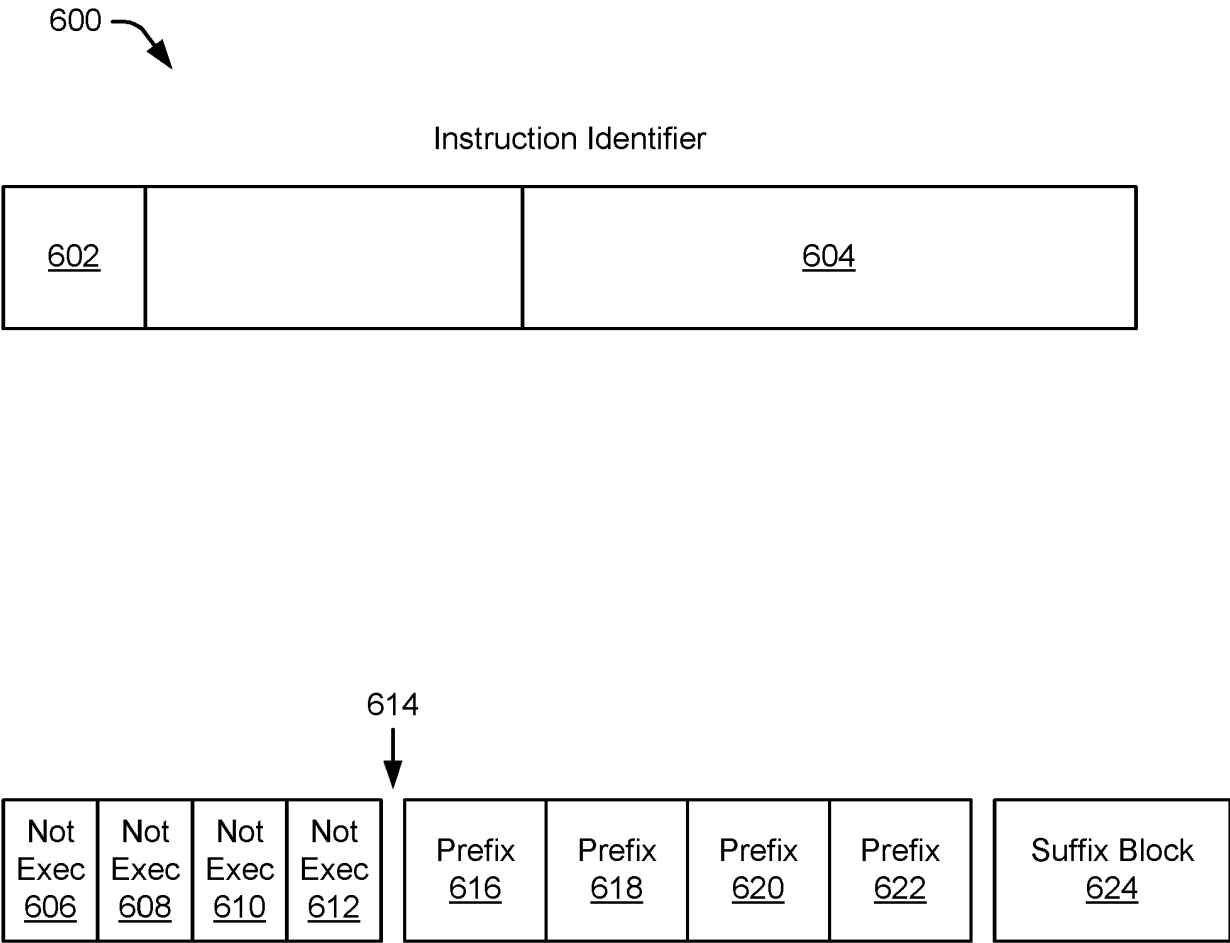 600
Instruction Identifier
602 604
614
Not Exec 606 Not Exec 608 Not Exec 610 Not Exec 612 Prefix 616 Prefix 618 Prefix 620 Prefix 622 Suffix Block 624